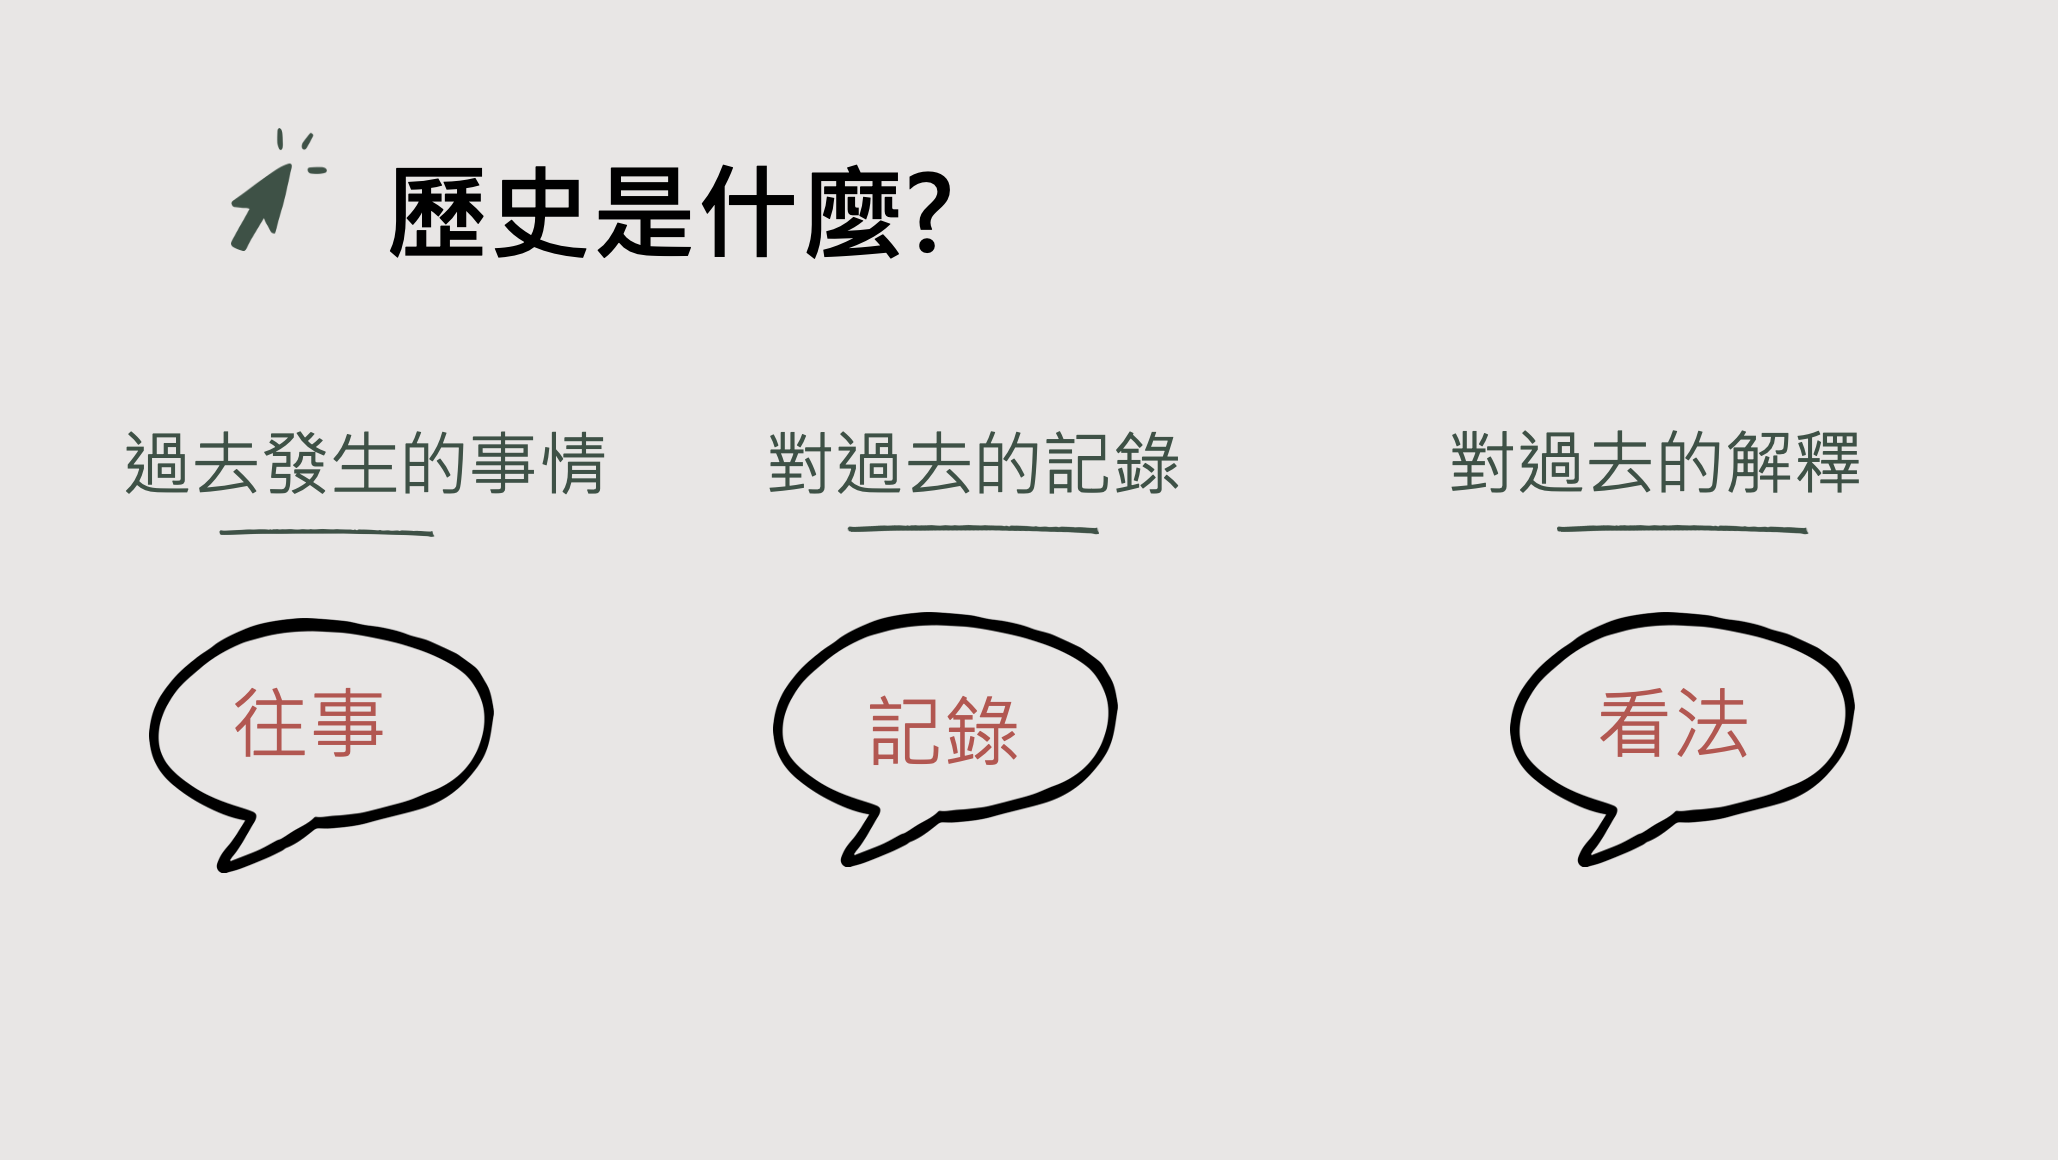 歷史是什麼?
過去發生的事情
對過去的記錄
對過去的解釋
往事
記錄
看法